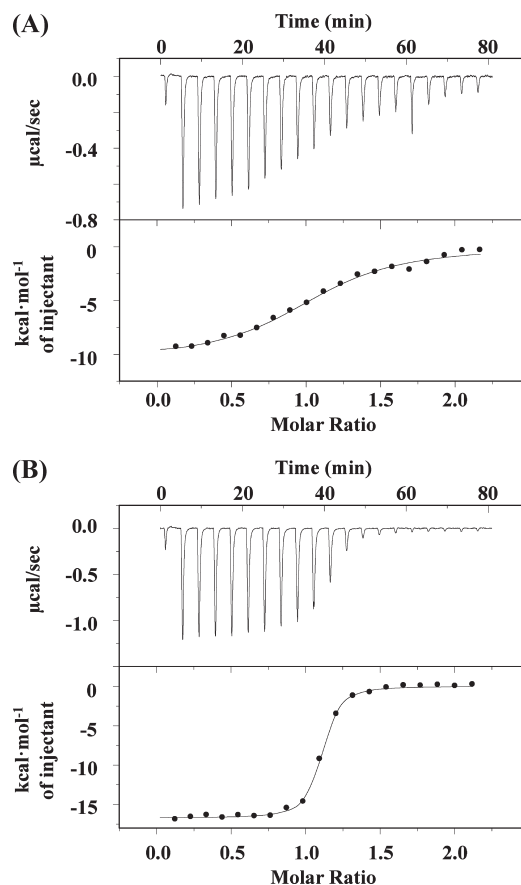 (A)
Time (min)
0 20 40 60 80
0.0
-0.4
-0.8
µcal/sec
0
-5
-10
kcal·mol⁻¹
of injectant
0.0 0.5 1.0 1.5 2.0
Molar Ratio
(B)
Time (min)
0 20 40 60 80
0.0
-0.5
-1.0
µcal/sec
0
-5
-10
-15
kcal·mol⁻¹
of injectant
0.0 0.5 1.0 1.5 2.0
Molar Ratio